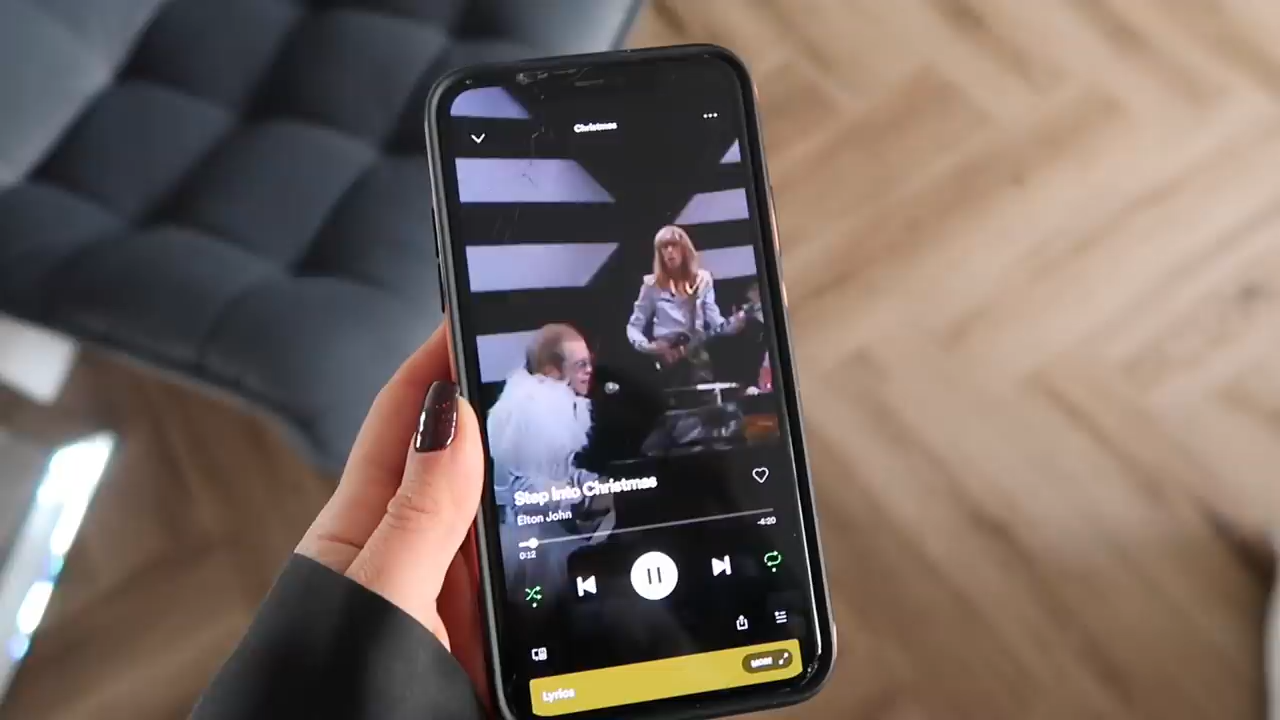 Christmas
Step Into Christmas
Elton John
0:12
-4:20
Lyrics
MORE